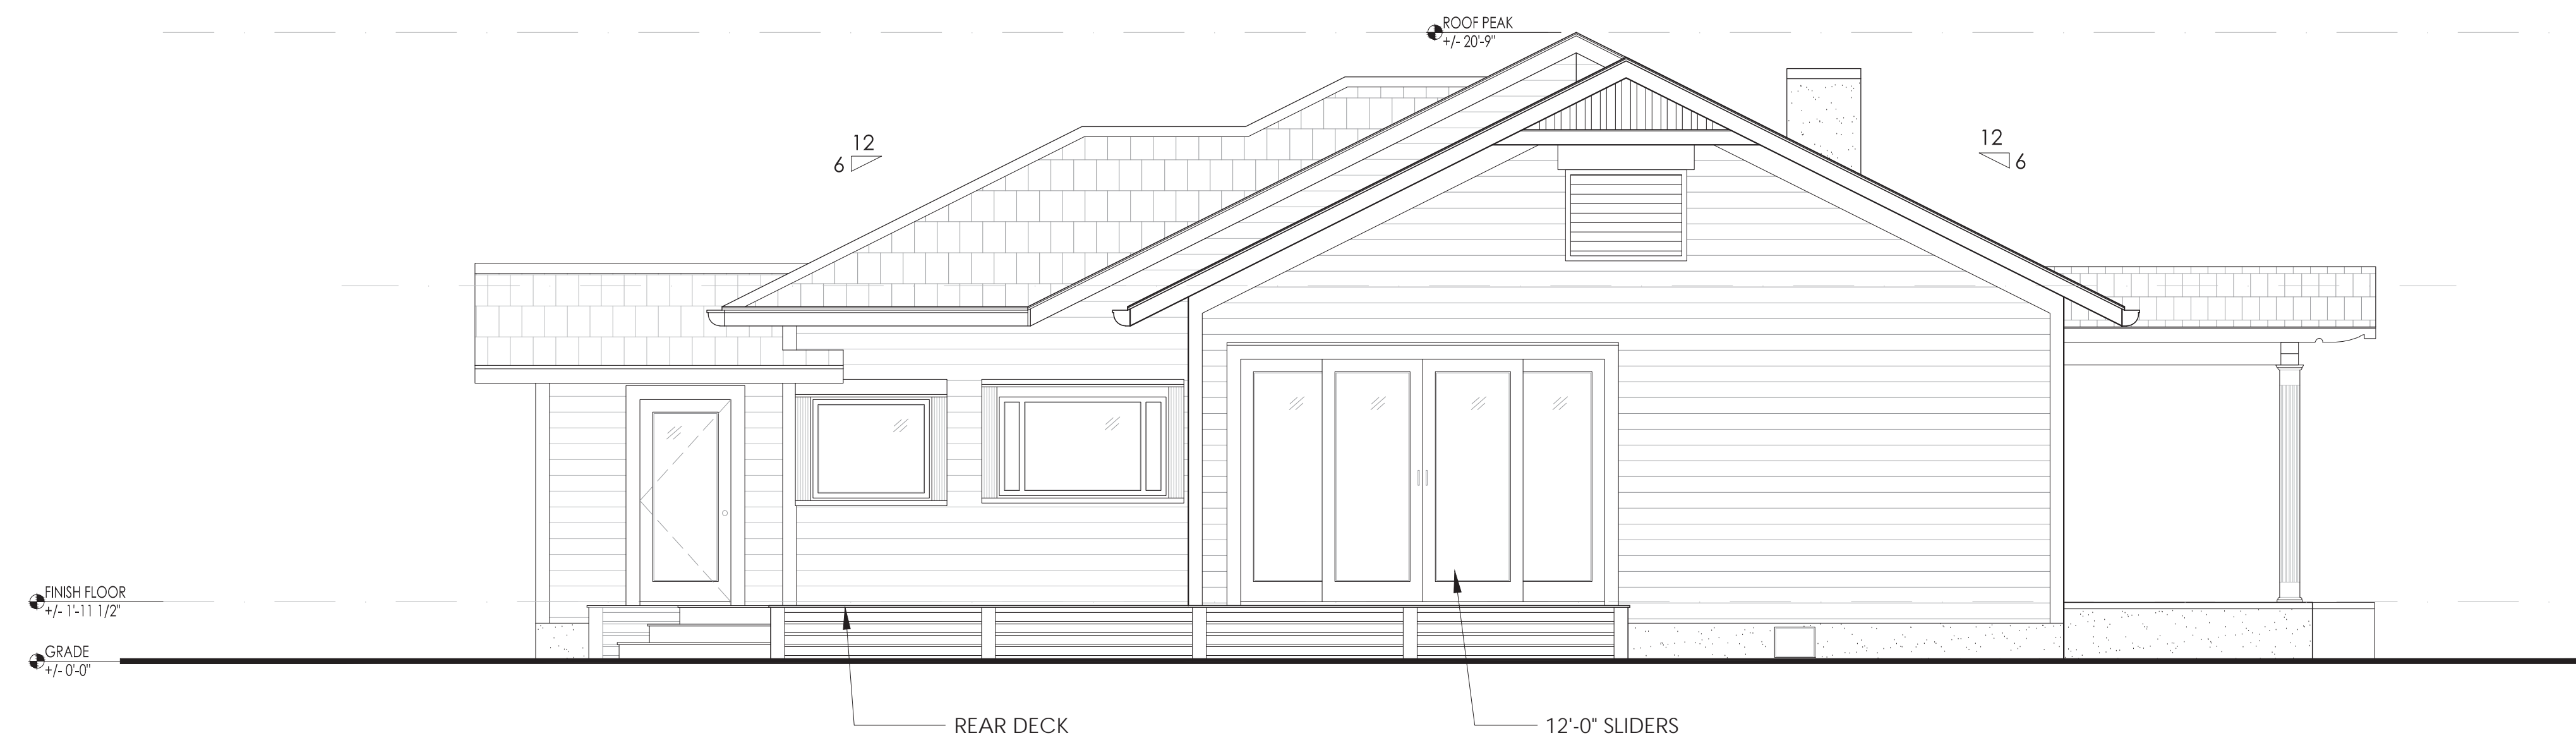 ROOF PEAK
+/- 20'-9"
12
6
12
6
FINISH FLOOR
+/- 1'-11 1/2"
GRADE
+/- 0'-0"
REAR DECK
12'-0" SLIDERS